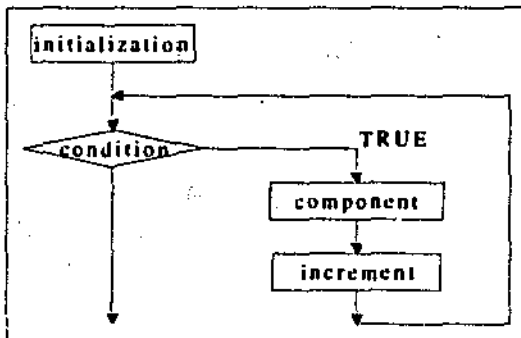 initialization
condition
TRUE
component
increment